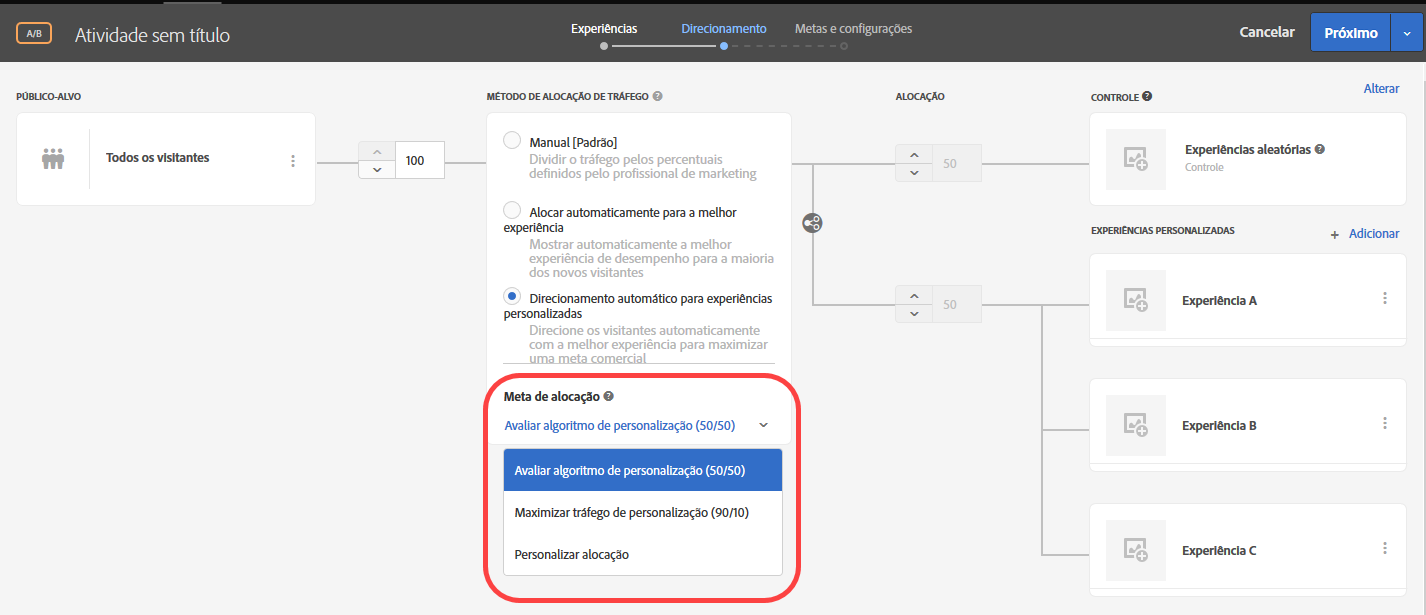 A/B
Atividade sem título
Experiências
Direcionamento
Metas e configurações
Cancelar
Próximo
PÚBLICO-ALVO
Todos os visitantes
100
MÉTODO DE ALOCAÇÃO DE TRÁFEGO ?
Manual [Padrão]
Dividir o tráfego pelos percentuais
definidos pelo profissional de marketing
Alocar automaticamente para a melhor
experiência
Mostrar automaticamente a melhor
experiência de desempenho para a maioria
dos novos visitantes
Direcionamento automático para experiências
personalizadas
Direcione os visitantes automaticamente
com a melhor experiência para maximizar
uma meta comercial
Meta de alocação ?
Avaliar algoritmo de personalização (50/50)
Avaliar algoritmo de personalização (50/50)
Maximizar tráfego de personalização (90/10)
Personalizar alocação
ALOCAÇÃO
50
50
CONTROLE ?
Alterar
Experiências aleatórias ?
Controle
EXPERIÊNCIAS PERSONALIZADAS
+ Adicionar
Experiência A
Experiência B
Experiência C